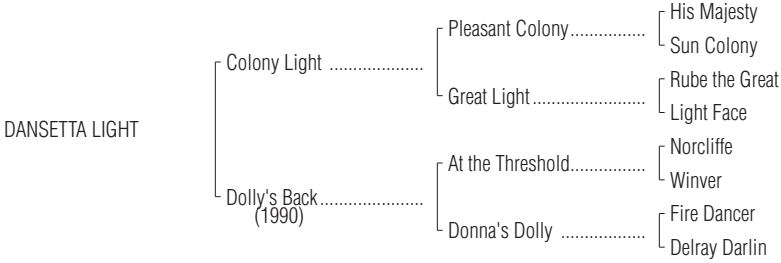 His Majesty
Pleasant Colony................
Sun Colony
Colony Light ....................
Rube the Great
Great Light........................
Light Face
DANSETTA LIGHT
Norcliffe
At the Threshold................
Winver
Dolly's Back......................
(1990)
Fire Dancer
Donna's Dolly ..................
Delray Darlin